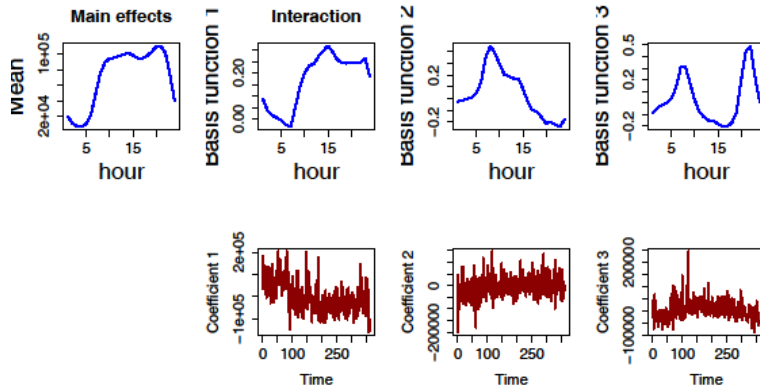 Main effects
Interaction
Mean
2e+04
1e+05
5
15
hour
Basis function 1
0.00
0.20
5
15
hour
Basis function 2
−0.2
0.2
5
15
hour
Basis function 3
−0.2
0.2
0.5
5
15
hour
Coefficient 1
−1e+05
2e+05
0
100
250
Time
Coefficient 2
−200000
0
0
100
250
Time
Coefficient 3
−100000
200000
0
100
250
Time